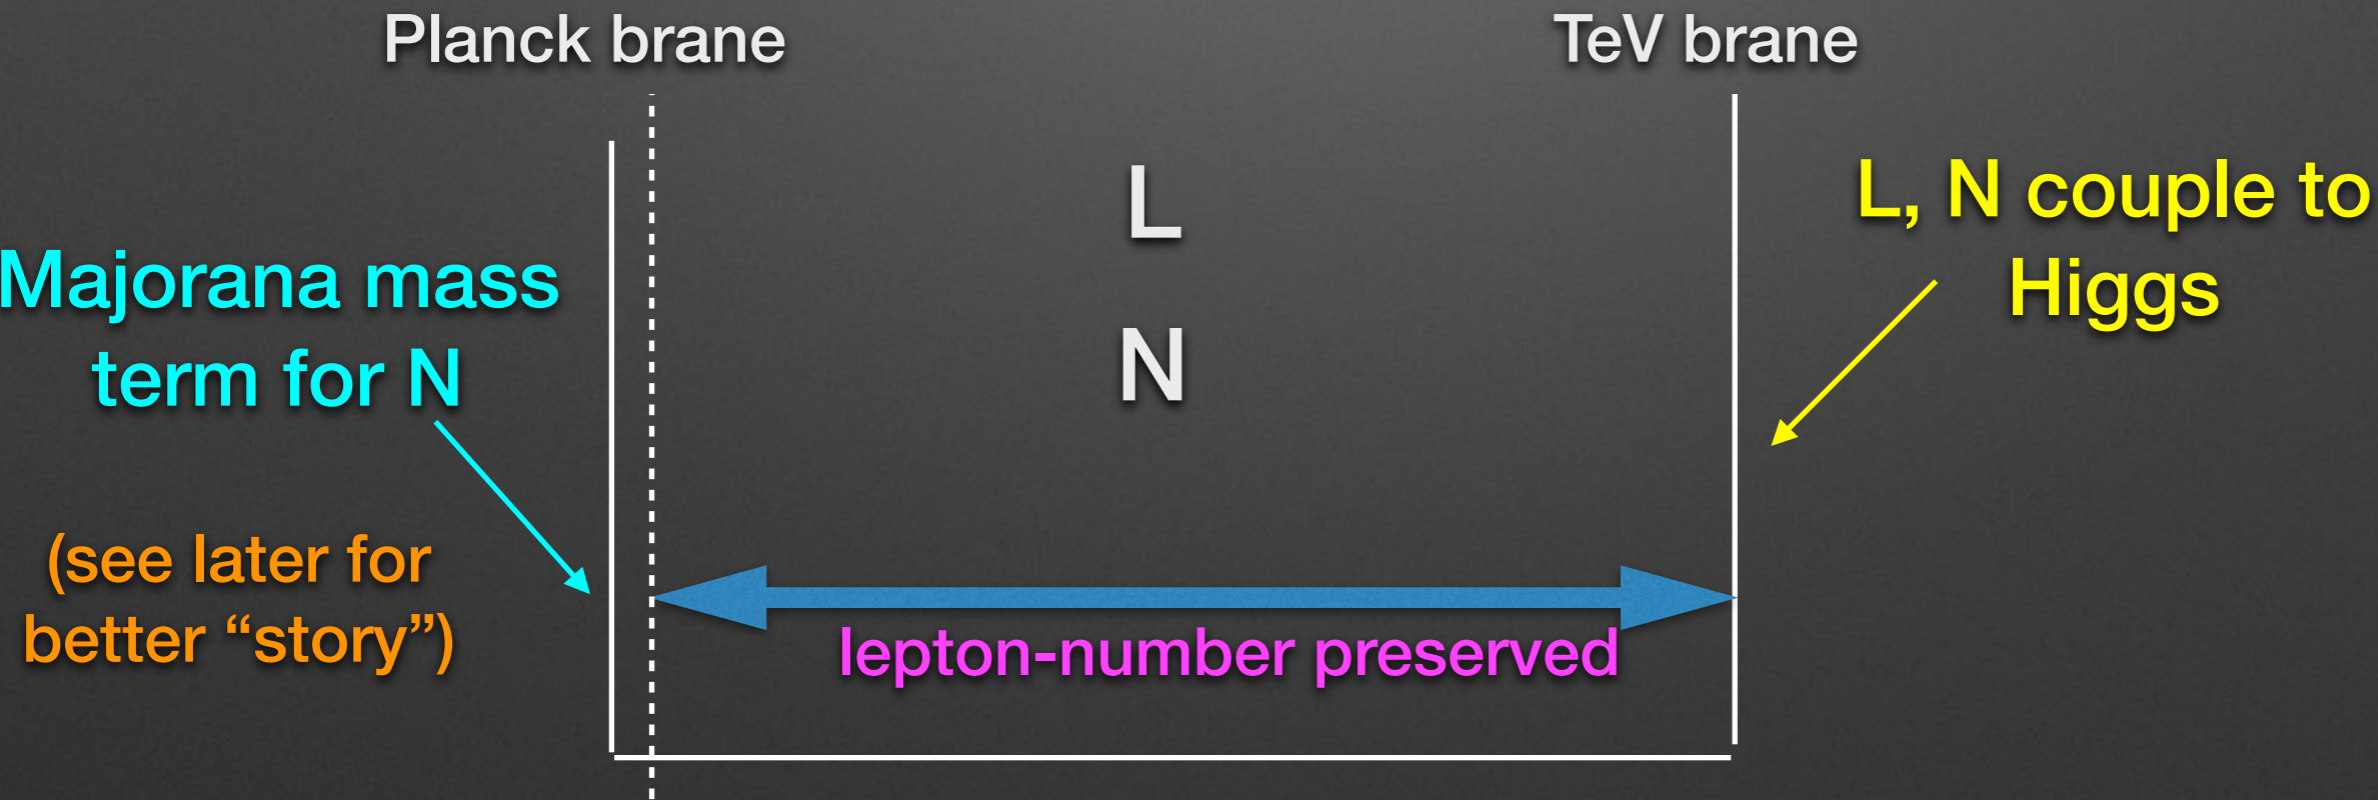 Planck brane
TeV brane
L
N
L, N couple to
Higgs
Majorana mass
term for N
(see later for
better “story”)
lepton-number preserved